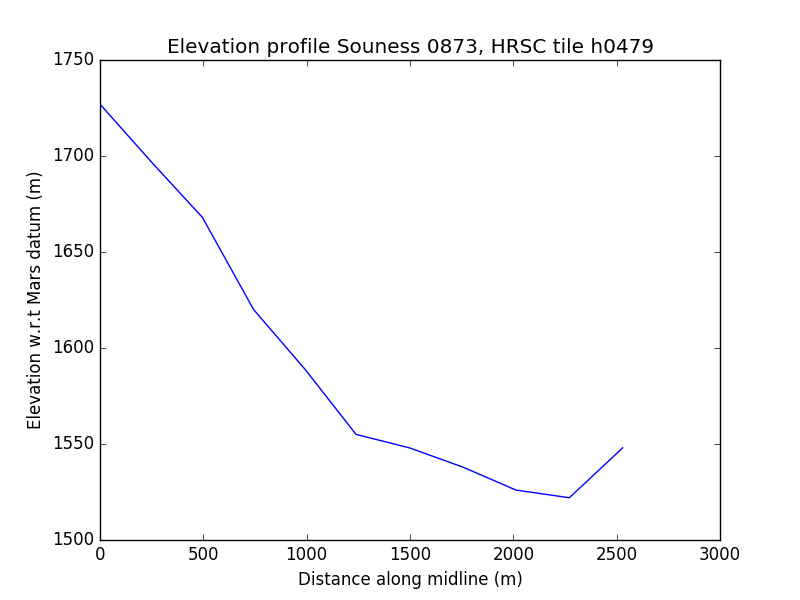 Elevation profile Souness 0873, HRSC tile h0479
1750
1700
1650
1600
1550
1500
Elevation w.r.t Mars datum (m)
0 500 1000 1500 2000 2500 3000
Distance along midline (m)